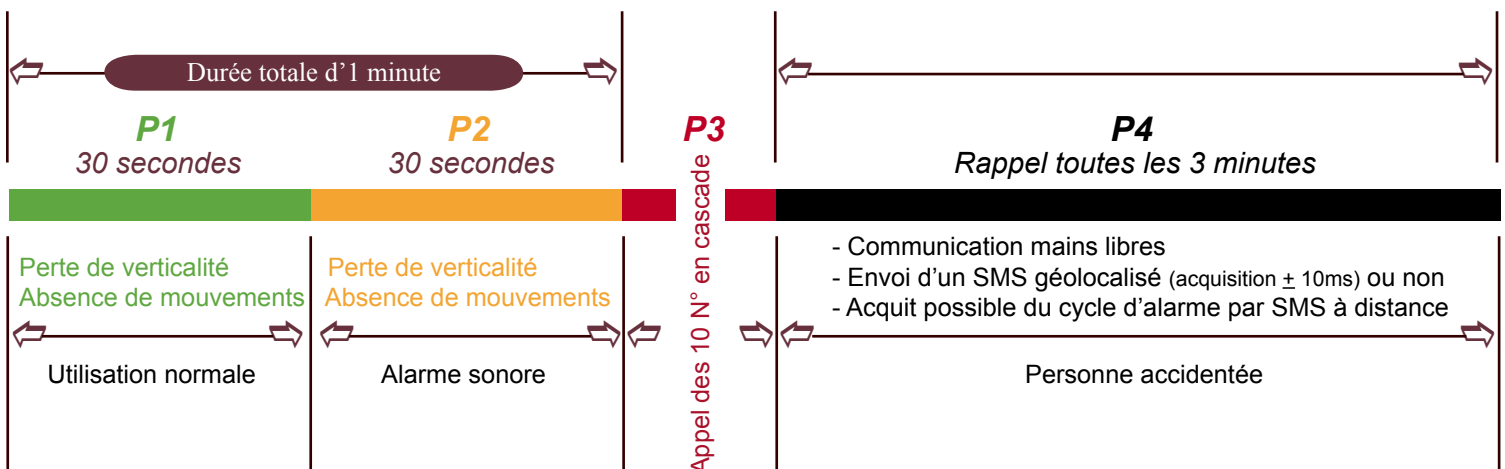 Durée totale d'1 minute
P1
30 secondes
P2
30 secondes
P3
Appel des 10 N° en cascade
P4
Rappel toutes les 3 minutes
Perte de verticalité
Absence de mouvements
Perte de verticalité
Absence de mouvements
- Communication mains libres
- Envoi d'un SMS géolocalisé (acquisition ± 10ms) ou non
- Acquit possible du cycle d'alarme par SMS à distance
Utilisation normale
Alarme sonore
Personne accidentée